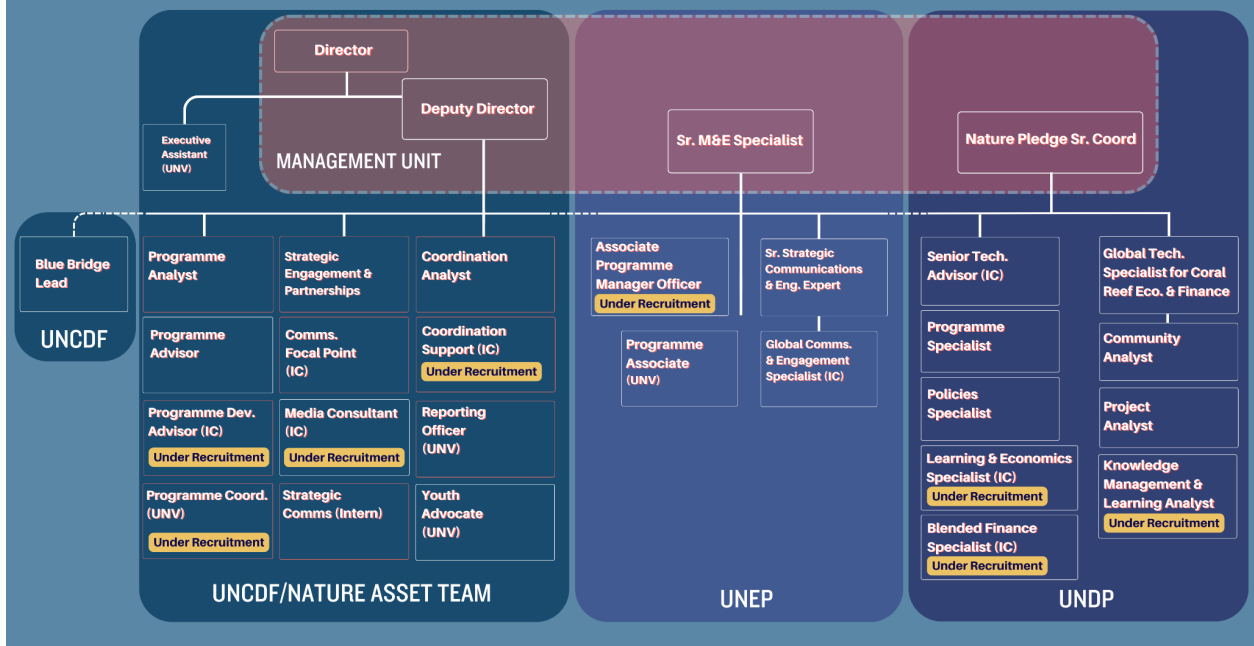 Director
Deputy Director
Executive
Assistant
(UNV)
MANAGEMENT UNIT
Sr. M&E Specialist
Nature Pledge Sr. Coord
Blue Bridge
Lead
UNCDF
Programme
Analyst
Programme
Advisor
Programme Dev.
Advisor (IC)
Under Recruitment
Programme Coord.
(UNV)
Under Recruitment
Strategic
Engagement &
Partnerships
Comms.
Focal Point
(IC)
Media Consultant
(IC)
Under Recruitment
Strategic
Comms (Intern)
Coordination
Analyst
Coordination
Support (IC)
Under Recruitment
Reporting
Officer
(UNV)
Youth
Advocate
(UNV)
UNCDF/NATURE ASSET TEAM
Associate
Programme
Manager Officer
Under Recruitment
Programme
Associate
(UNV)
Sr. Strategic
Communications
& Eng. Expert
Global Comms.
& Engagement
Specialist (IC)
UNEP
Senior Tech.
Advisor (IC)
Programme
Specialist
Policies
Specialist
Learning & Economics
Specialist (IC)
Under Recruitment
Blended Finance
Specialist (IC)
Under Recruitment
Global Tech.
Specialist for Coral
Reef Eco. & Finance
Community
Analyst
Project
Analyst
Knowledge
Management &
Learning Analyst
Under Recruitment
UNDP